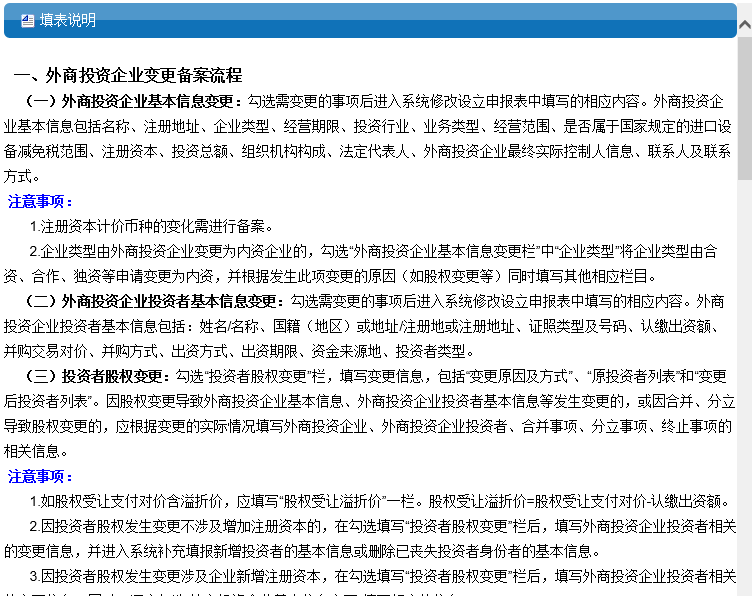 填表说明
一、外商投资企业变更备案流程
（一）外商投资企业基本信息变更：勾选需变更的事项后进入系统修改设立申报表中填写的相应内容。外商投资企
业基本信息包括名称、注册地址、企业类型、经营期限、投资行业、业务类型、经营范围、是否属于国家规定的进口设
备减免税范围、注册资本、投资总额、组织机构构成、法定代表人、外商投资企业最终实际控制人信息、联系人及联系
方式。
注意事项：
1.注册资本计价币种的变化需进行备案。
2.企业类型由外商投资企业变更为内资企业的，勾选“外商投资企业基本信息变更栏”中“企业类型”将企业类型由合
资、合作、独资等申请变更为内资，并根据发生此项变更的原因（如股权变更等）同时填写其他相应栏目。
（二）外商投资企业投资者基本信息变更：勾选需变更的事项后进入系统修改设立申报表中填写的相应内容。外商
投资企业投资者基本信息包括：姓名/名称、国籍（地区）或地址/注册地或注册地址、证照类型及号码、认缴出资额、
并购交易对价、并购方式、出资方式、出资期限、资金来源地、投资者类型。
（三）投资者股权变更：勾选“投资者股权变更”栏，填写变更信息，包括“变更原因及方式”、“原投资者列表”和“变更
后投资者列表”。因股权变更导致外商投资企业基本信息、外商投资企业投资者基本信息等发生变更的，或因合并、分立
导致股权变更的，应根据变更的实际情况填写外商投资企业、外商投资企业投资者、合并事项、分立事项、终止事项的
相关信息。
注意事项：
1.如股权受让支付对价含溢折价，应填写“股权受让溢折价”一栏。股权受让溢折价=股权受让支付对价-认缴出资额。
2.因投资者股权发生变更不涉及增加注册资本的，在勾选填写“投资者股权变更”栏后，填写外商投资企业投资者相关
的变更信息，并进入系统补充填报新增投资者的基本信息或删除已丧失投资者身份者的基本信息。
3.因投资者股权发生变更涉及企业新增注册资本，在勾选填写“投资者股权变更”栏后，填写外商投资企业投资者相关